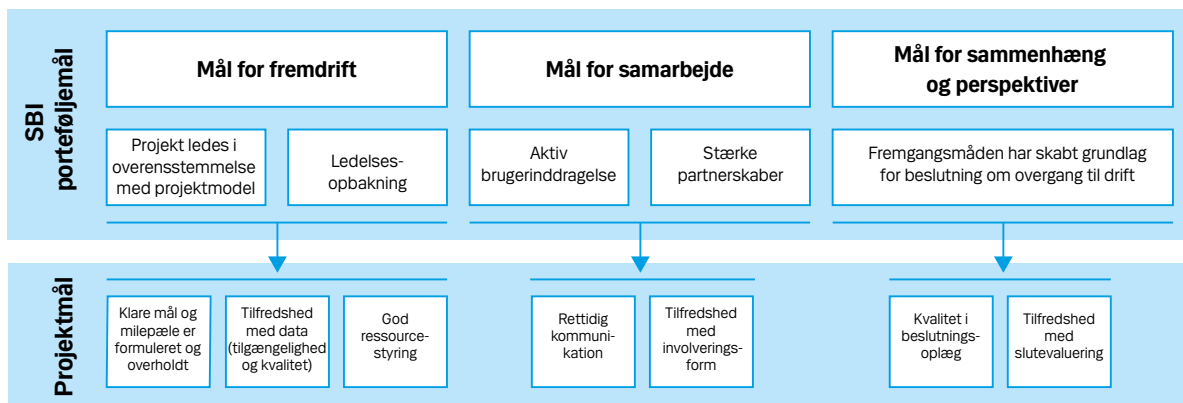 SBI
porteføljemål
Mål for fremdrift
Mål for samarbejde
Mål for sammenhæng
og perspektiver
Projekt ledes i
overensstemmelse
med projektmodel
Ledelses-
opbakning
Aktiv
brugerinddragelse
Stærke
partnerskaber
Fremgangsmåden har skabt grundlag
for beslutning om overgang til drift
Projektmål
Klare mål og
milepæle er
formuleret og
overholdt
Tilfredshed
med data
(tilgængelighed
og kvalitet)
God
ressource-
styring
Rettidig
kommuni-
kation
Tilfredshed
med
involverings-
form
Kvalitet i
beslutnings-
oplæg
Tilfredshed
med
slutevaluering